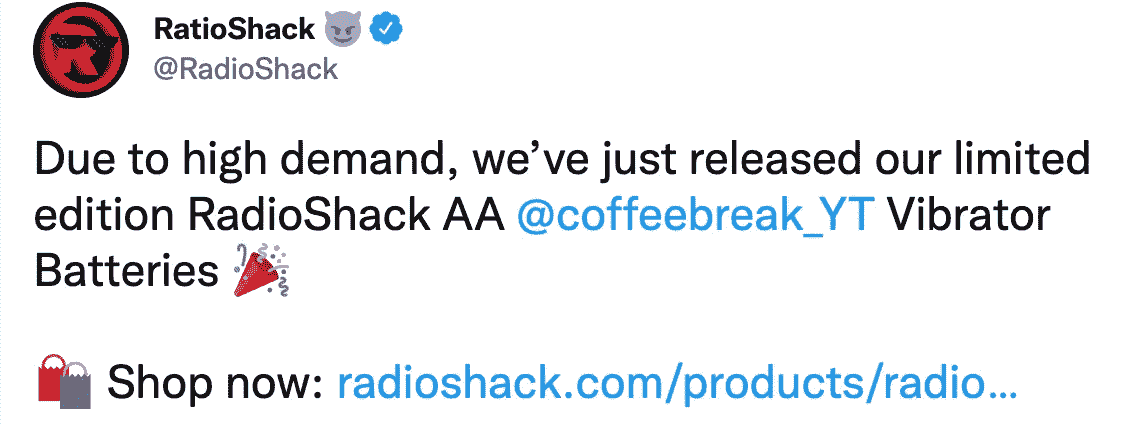 RatioShack 😈
@RadioShack
Due to high demand, we’ve just released our limited
edition RadioShack AA @coffeebreak_YT Vibrator
Batteries 🎉
🛍️ Shop now: radioshack.com/products/radio…